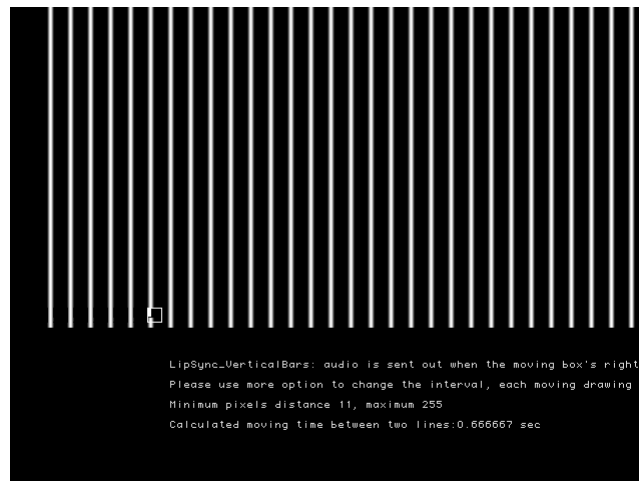 LipSync_VerticalBars: audio is sent out when the moving box's right
Please use more option to change the interval, each moving drawing
Minimum pixels distance 11, maximum 255
Calculated moving time between two lines:0.666667 sec